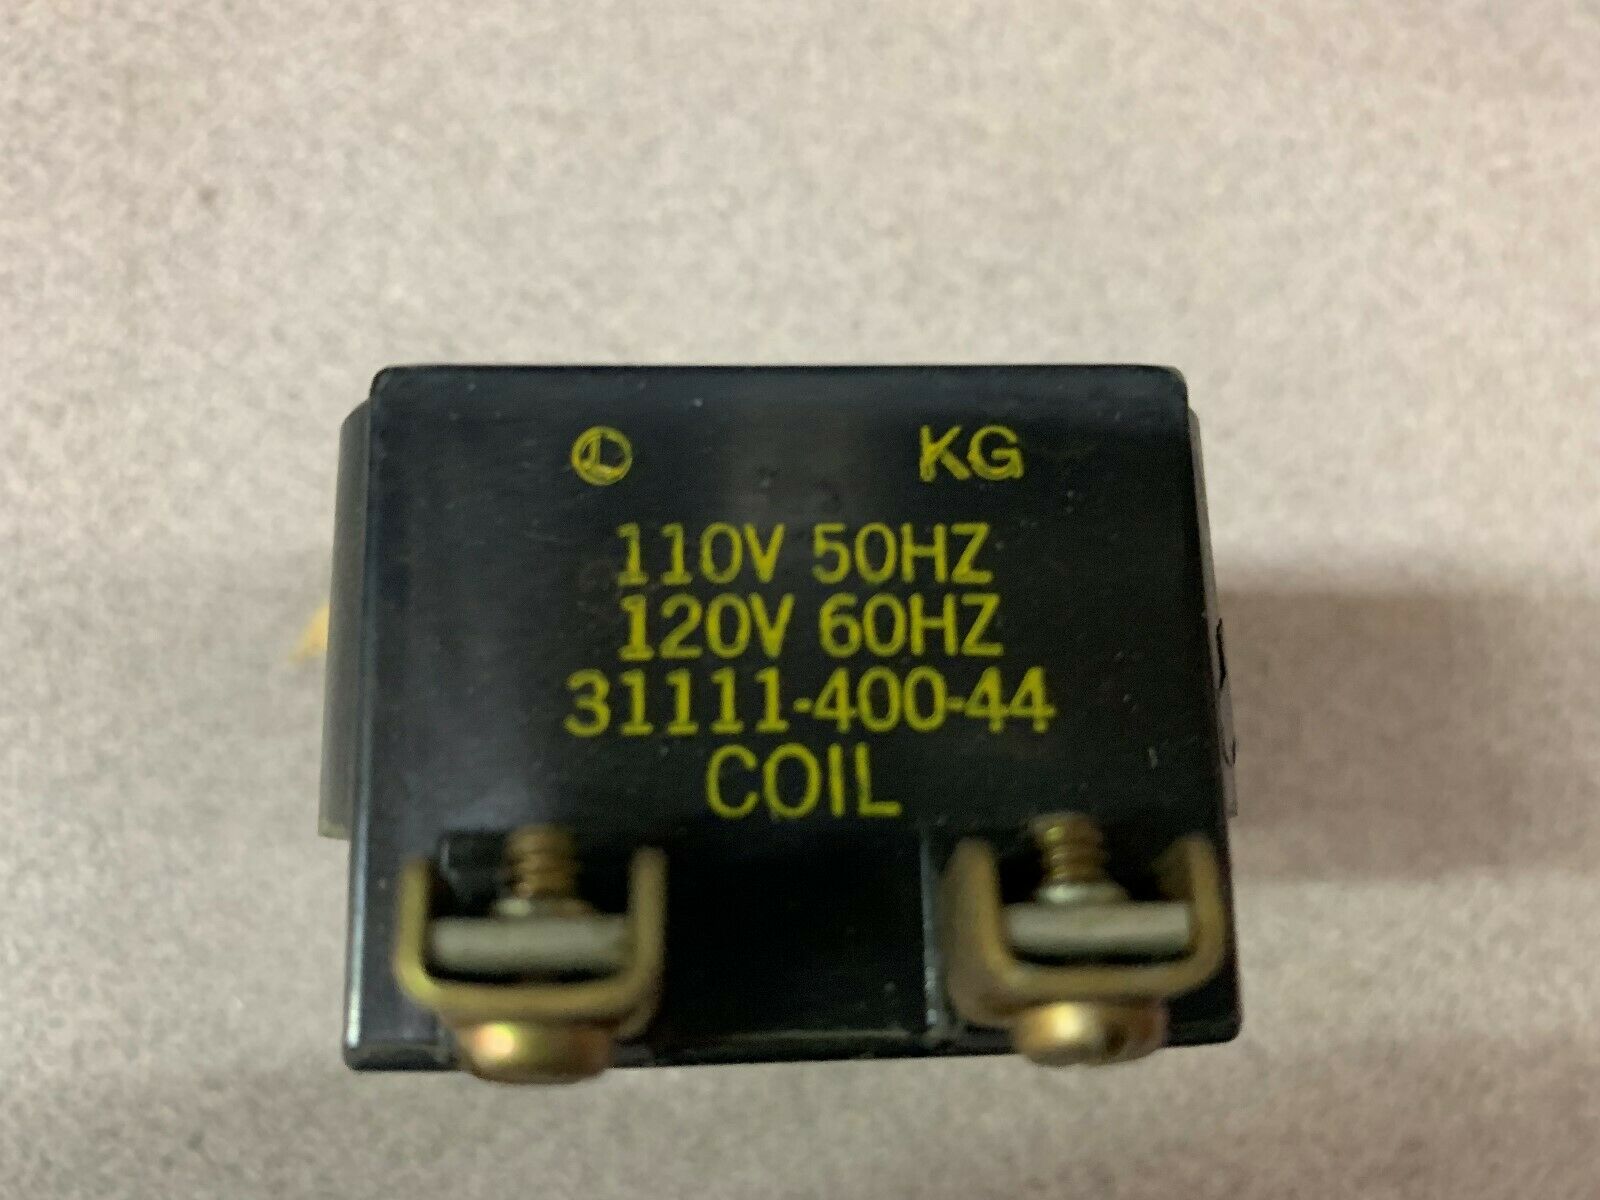 KG
110V 50HZ
120V 60HZ
31111-400-44
COIL